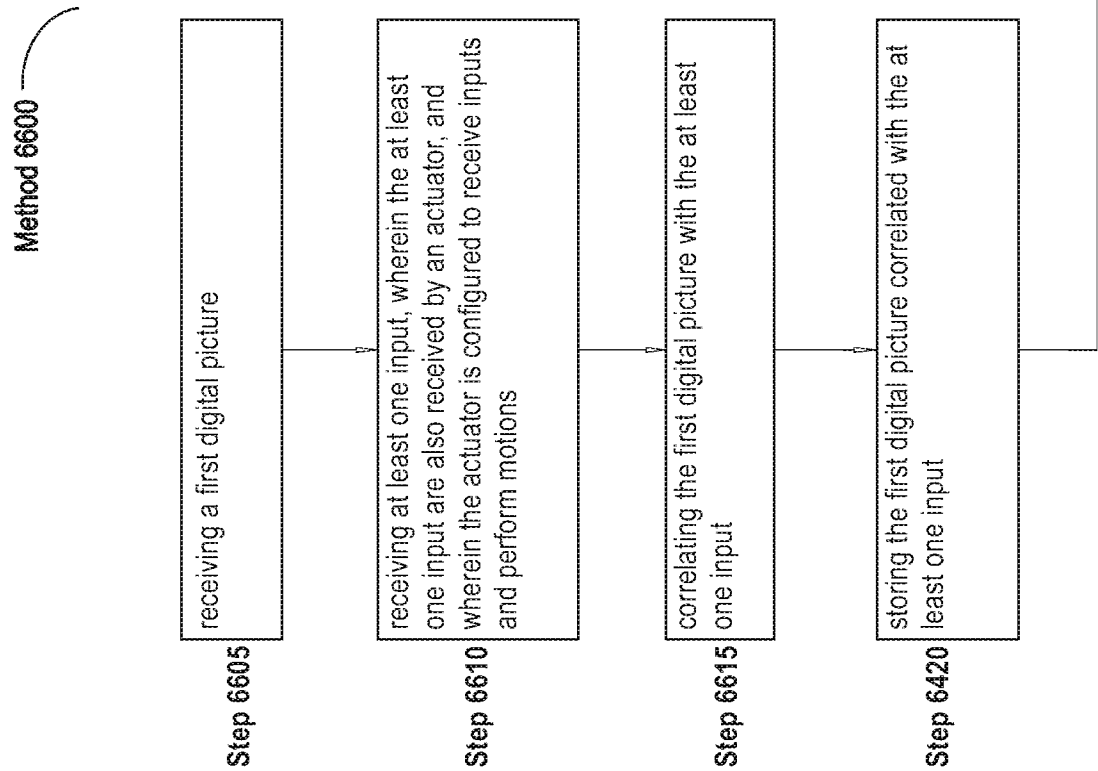 Method 6600
Step 6605
receiving a first digital picture
Step 6610
receiving at least one input, wherein the at least
one input are also received by an actuator, and
wherein the actuator is configured to receive inputs
and perform motions
Step 6615
correlating the first digital picture with the at least
one input
Step 6420
storing the first digital picture correlated with the at
least one input